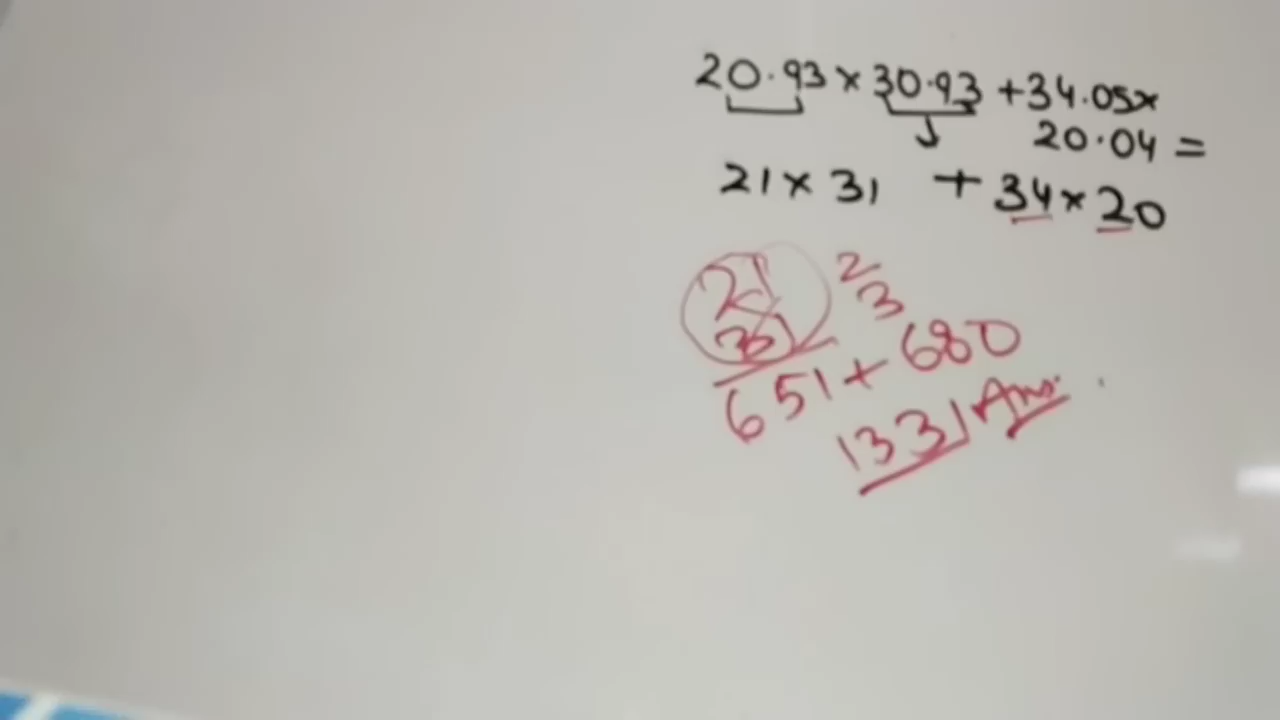 20.93 × 30.93 + 34.05 ×
20.04 =
21 × 31 + 34 × 20
21
31
2
3
651 + 680
1331 Ans.